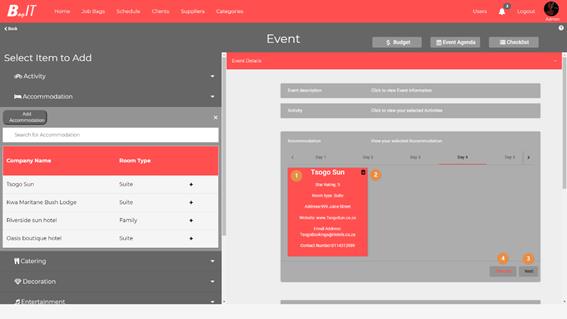 BagIT
Home
Job Bags
Schedule
Clients
Suppliers
Categories
Users
3
Logout
Admin
Back
Event
Budget
Event Agenda
Checklist
Select Item to Add
Activity
Accommodation
Add
Accommodation
Search for Accommodation
Company Name Room Type
Tsogo Sun Suite +
Kwa Maritane Bush Lodge Suite +
Riverside sun hotel Family +
Oasis boutique hotel Suite +
Catering
Decoration
Entertainment
Event Details
Event description Click to view Event Information
Activity Click to view your selected Activities
Accommodation View your selected Accommodation
Day 1 Day 2 Day 3 Day 4 Day 5
1
Tsogo Sun
2
Star Rating: 5
Room type: Suite
Address:999 Jane Street
Website: www.TsogoSun.co.za
Email Address:
Tsogobookings@hotels.co.za
Contact Number:0114312999
4
3
Next